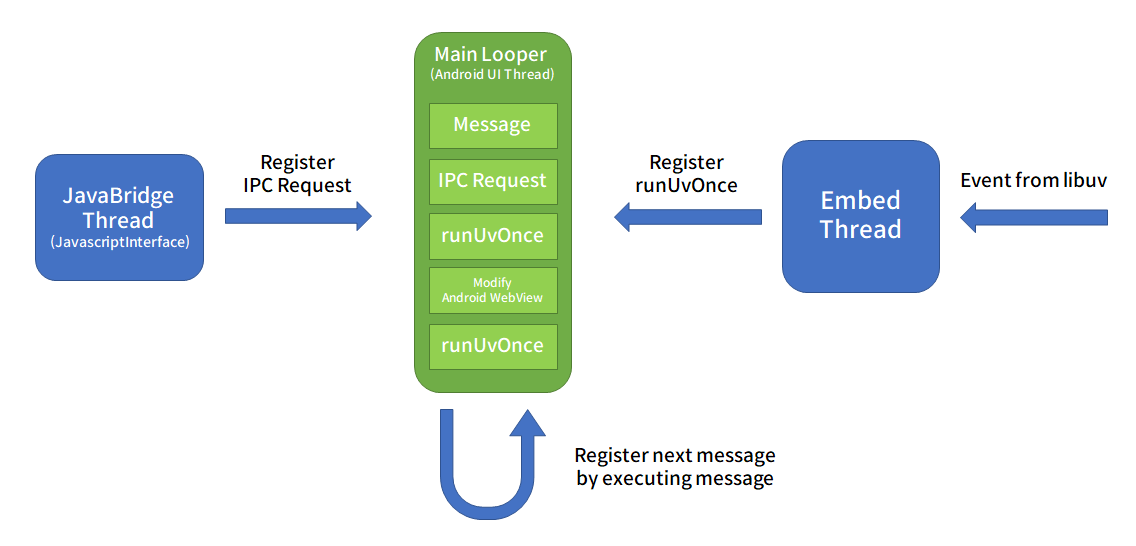 Main Looper
(Android UI Thread)
Message
IPC Request
runUvOnce
Modify
Android WebView
runUvOnce
JavaBridge
Thread
(JavascriptInterface)
Register
IPC Request
Register
runUvOnce
Embed
Thread
Event from libuv
Register next message
by executing message